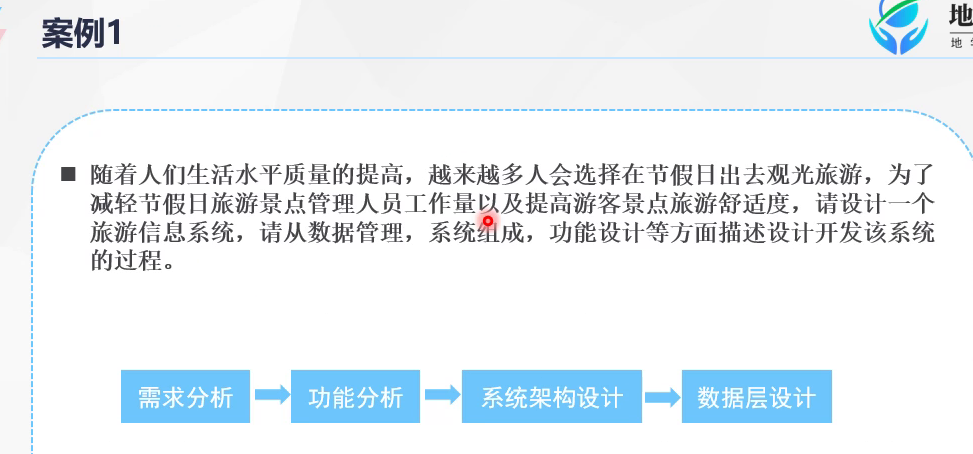 案例1
地
地 学
■ 随着人们生活水平质量的提高，越来越多人会选择在节假日出去观光旅游，为了
减轻节假日旅游景点管理人员工作量以及提高游客景点旅游舒适度，请设计一个
旅游信息系统，请从数据管理，系统组成，功能设计等方面描述设计开发该系统
的过程。
需求分析
功能分析
系统架构设计
数据层设计